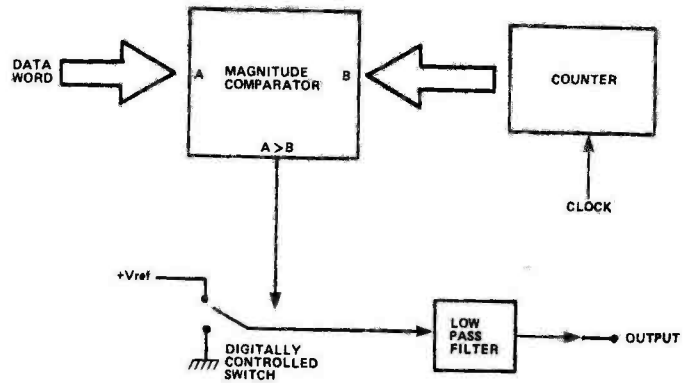 DATA
WORD
A
MAGNITUDE
COMPARATOR
B
A>B
COUNTER
CLOCK
+Vref
DIGITALLY
CONTROLLED
SWITCH
LOW
PASS
FILTER
OUTPUT